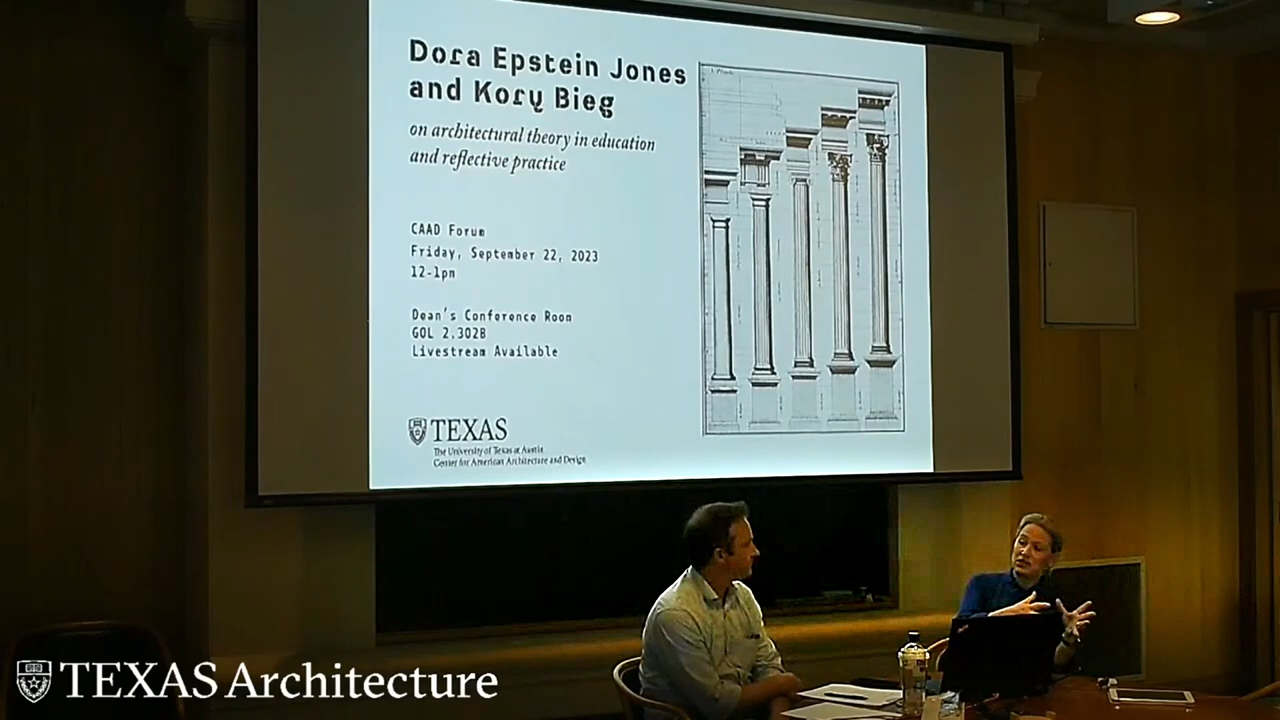 Dora Epstein Jones
and Kory Bieg
on architectural theory in education
and reflective practice
CAAD Forum
Friday, September 22, 2023
12-1pm
Dean's Conference Room
GOL 2.302B
Livestream Available
TEXAS
The University of Texas at Austin
Center for American Architecture and Design
TEXAS Architecture